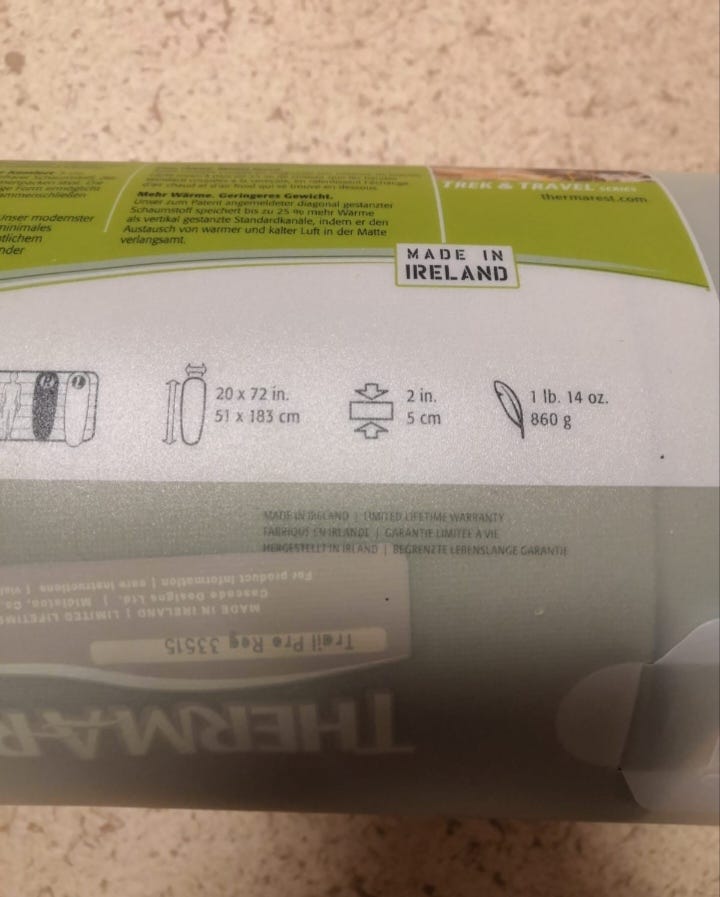 Mehr Wärme. Geringeres Gewicht.
Unser zum Patent angemeldeter diagonal gestanzter
Schaumstoff speichert bis zu 25 % mehr Wärme
als vertikal gestanzte Standardkanäle, indem er den
Austausch von warmer und kalter Luft in der Matte
verlangsamt.
Unser modernster
minimales
TREK & TRAVEL SERIES
thermarest.com
MADE IN
IRELAND
20 x 72 in.
51 x 183 cm
2 in.
5 cm
1 lb. 14 oz.
860 g
MADE IN IRELAND | LIMITED LIFETIME WARRANTY
FABRIQUÉ EN IRLANDE | GARANTIE LIMITÉE À VIE
HERGESTELLT IN IRLAND | BEGRENZTE LEBENSLANGE GARANTIE
For product information | care instructions |
Cascade Designs Ltd. | Midleton, Co.
MADE IN IRELAND | LIMITED
Trail Pro Reg 33515
THERMAR